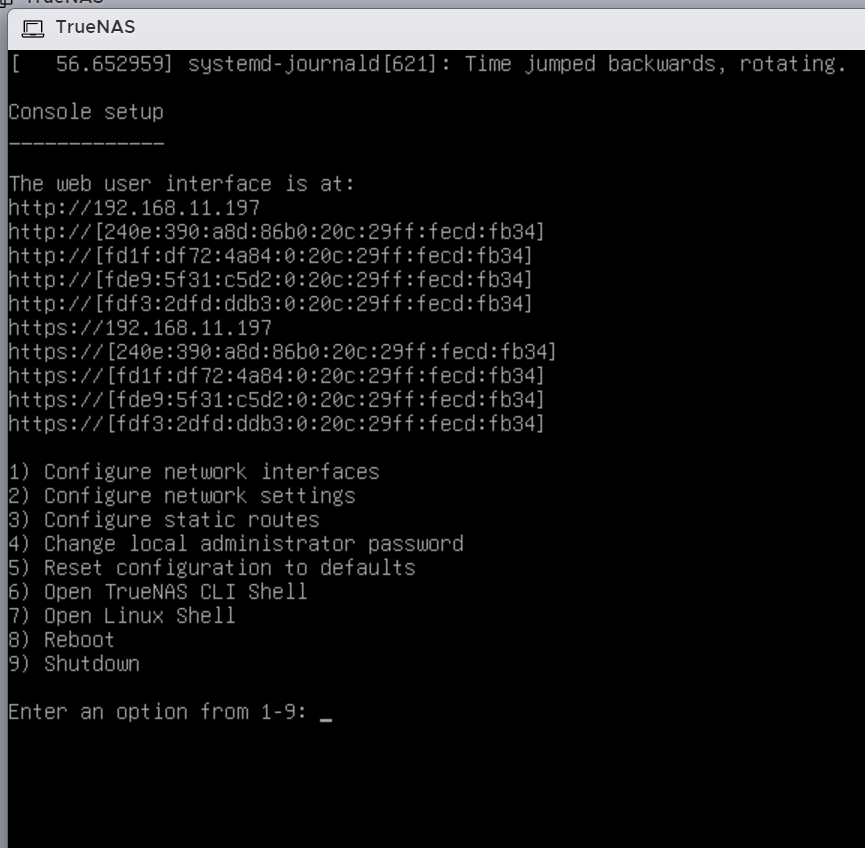 TrueNAS
[   56.652959] systemd-journald[621]: Time jumped backwards, rotating.
Console setup
-------------
The web user interface is at:
http://192.168.11.197
http://[240e:390:a8d:86b0:20c:29ff:fecd:fb34]
http://[fd1f:df72:4a84:0:20c:29ff:fecd:fb34]
http://[fde9:5f31:c5d2:0:20c:29ff:fecd:fb34]
http://[fdf3:2dfd:ddb3:0:20c:29ff:fecd:fb34]
https://192.168.11.197
https://[240e:390:a8d:86b0:20c:29ff:fecd:fb34]
https://[fd1f:df72:4a84:0:20c:29ff:fecd:fb34]
https://[fde9:5f31:c5d2:0:20c:29ff:fecd:fb34]
https://[fdf3:2dfd:ddb3:0:20c:29ff:fecd:fb34]
1) Configure network interfaces
2) Configure network settings
3) Configure static routes
4) Change local administrator password
5) Reset configuration to defaults
6) Open TrueNAS CLI Shell
7) Open Linux Shell
8) Reboot
9) Shutdown
Enter an option from 1-9: _